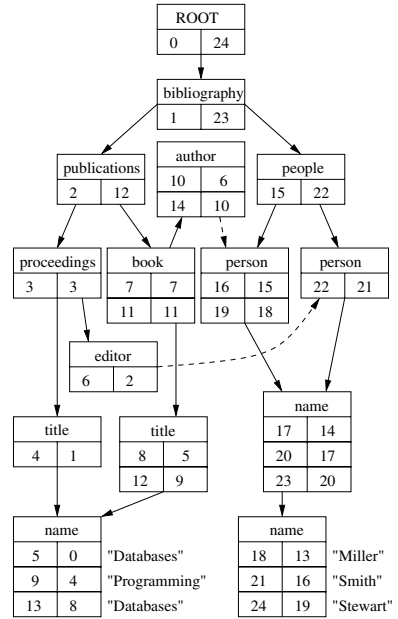 ROOT
0 24
bibliography
1 23
publications
2 12
author
10 6
14 10
people
15 22
proceedings
3 3
book
7 7
11 11
person
16 15
19 18
person
22 21
editor
6 2
title
4 1
title
8 5
12 9
name
17 14
20 17
23 20
name
5 0 "Databases"
9 4 "Programming"
13 8 "Databases"
name
18 13 "Miller"
21 16 "Smith"
24 19 "Stewart"